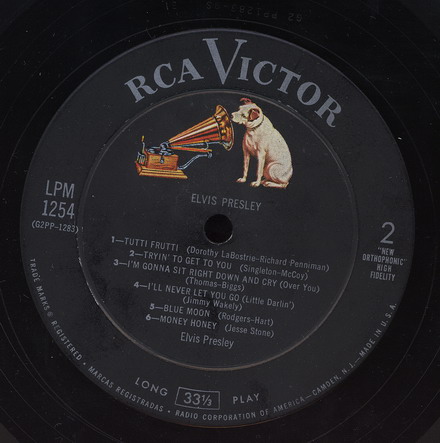 RCA VICTOR
ELVIS PRESLEY
LPM
1254
(G2PP-1283)
2
"NEW
ORTHOPHONIC"
HIGH
FIDELITY
1—TUTTI FRUTTI (Dorothy LaBostrie-Richard Penniman)
2—TRYIN' TO GET TO YOU (Singleton-McCoy)
3—I'M GONNA SIT RIGHT DOWN AND CRY (Over You)
(Thomas-Biggs)
4—I'LL NEVER LET YOU GO (Little Darlin')
(Jimmy Wakely)
5—BLUE MOON (Rodgers-Hart)
6—MONEY HONEY (Jesse Stone)
Elvis Presley
LONG 33⅓ PLAY
TRADE MARKS ® REGISTERED • MARCAS REGISTRADAS • RADIO CORPORATION OF AMERICA—CAMDEN, N. J.—MADE IN U.S.A.